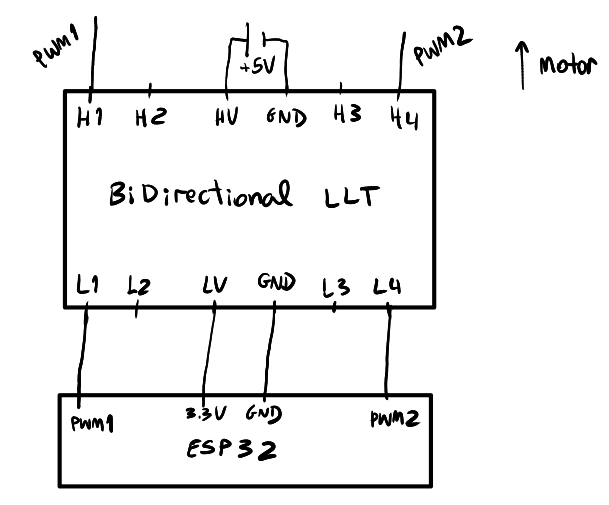 PWM1 +5V PWM2 ↑ Motor
H1 H2 HV GND H3 H4
BiDirectional LLT
L1 L2 LV GND L3 L4
PWM1 3.3V GND PWM2
ESP32